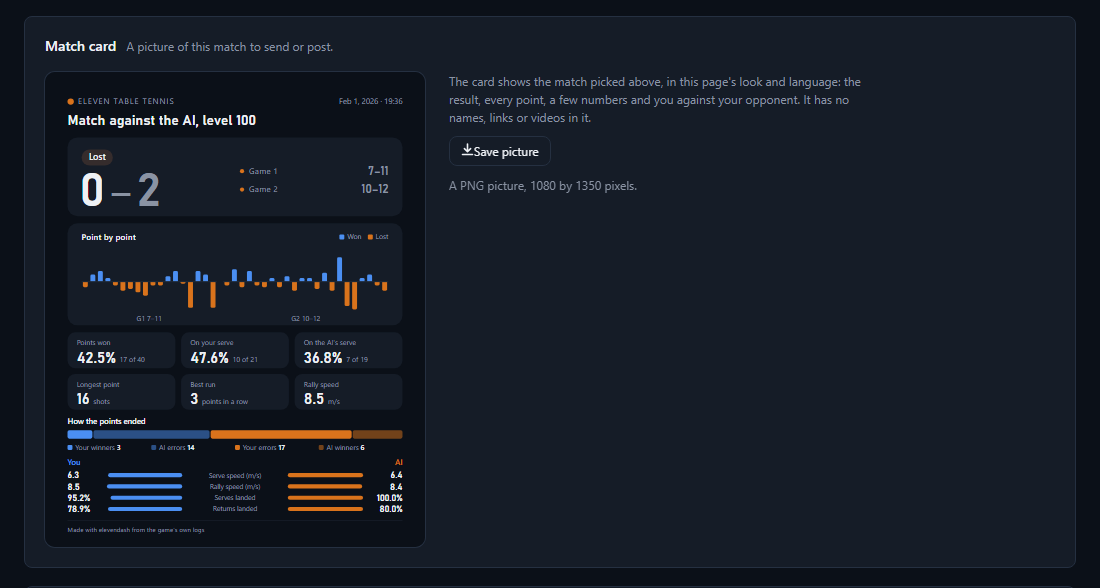 Match card A picture of this match to send or post.
ELEVEN TABLE TENNIS Feb 1, 2026 · 19:36
Match against the AI, level 100
Lost
0 – 2
Game 1 7–11
Game 2 10–12
Point by point Won Lost
G1 7–11 G2 10–12
Points won On your serve On the AI's serve
42.5% 17 of 40 47.6% 10 of 21 36.8% 7 of 19
Longest point Best run Rally speed
16 shots 3 points in a row 8.5 m/s
How the points ended
Your winners 3 AI errors 14 Your errors 17 AI winners 6
You AI
6.3 Serve speed (m/s) 6.4
8.5 Rally speed (m/s) 8.4
95.2% Serves landed 100.0%
78.9% Returns landed 80.0%
Made with elevendash from the game's own logs
The card shows the match picked above, in this page's look and language: the
result, every point, a few numbers and you against your opponent. It has no
names, links or videos in it.
Save picture
A PNG picture, 1080 by 1350 pixels.